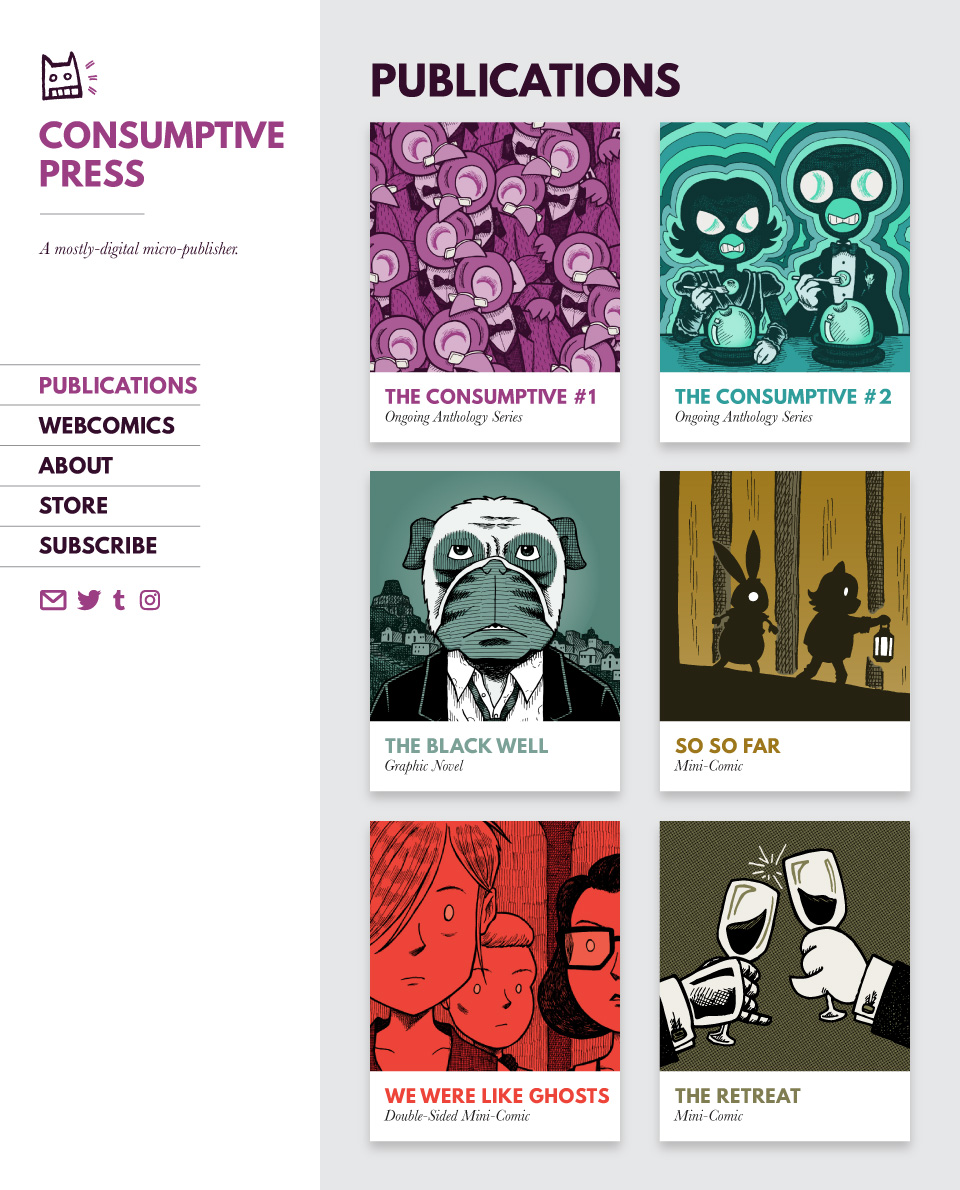 CONSUMPTIVE
PRESS
A mostly-digital micro-publisher.
PUBLICATIONS
WEBCOMICS
ABOUT
STORE
SUBSCRIBE
PUBLICATIONS
THE CONSUMPTIVE #1
Ongoing Anthology Series
THE CONSUMPTIVE #2
Ongoing Anthology Series
THE BLACK WELL
Graphic Novel
SO SO FAR
Mini-Comic
WE WERE LIKE GHOSTS
Double-Sided Mini-Comic
THE RETREAT
Mini-Comic